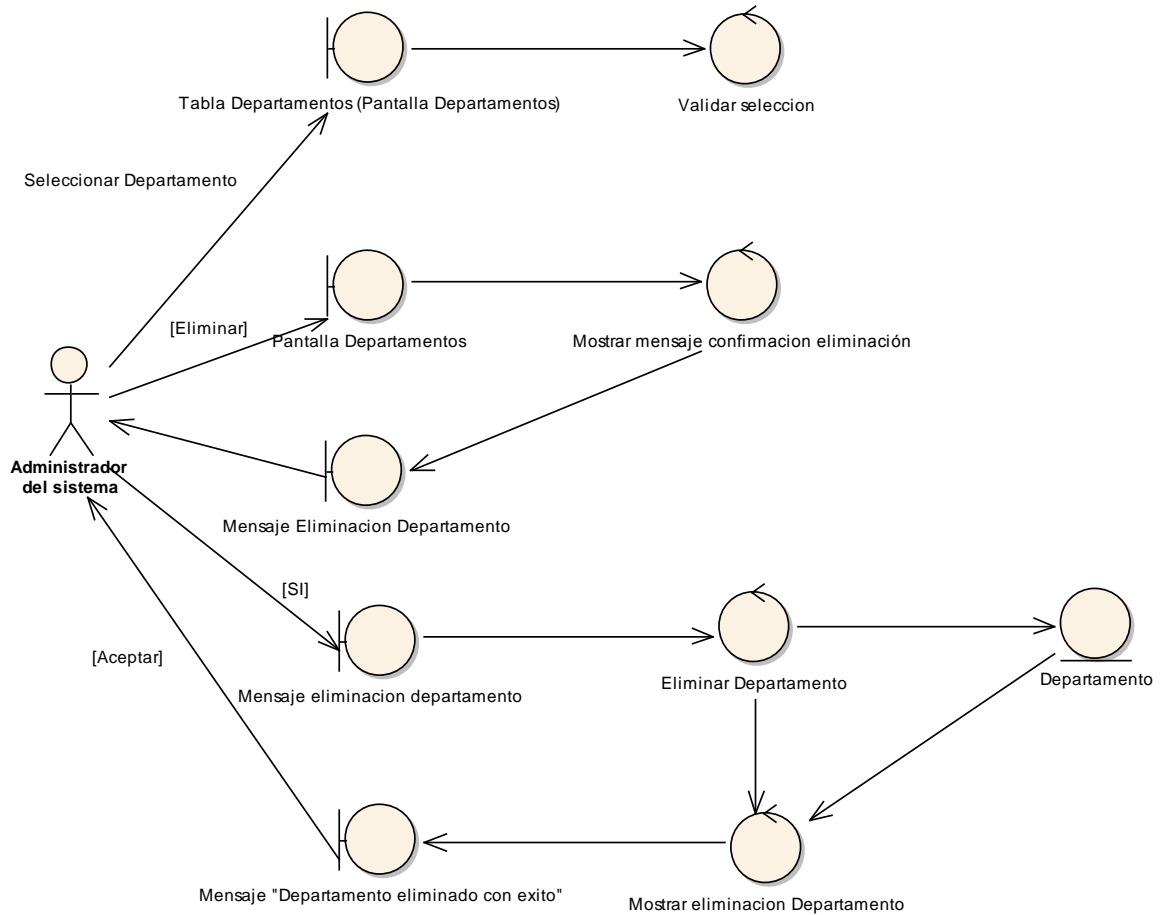 Tabla Departamentos (Pantalla Departamentos)
Validar seleccion
Seleccionar Departamento
[Eliminar]
Pantalla Departamentos
Mostrar mensaje confirmacion eliminación
Administrador
del sistema
Mensaje Eliminacion Departamento
[SI]
[Aceptar]
Mensaje eliminacion departamento
Eliminar Departamento
Departamento
Mensaje "Departamento eliminado con exito"
Mostrar eliminacion Departamento